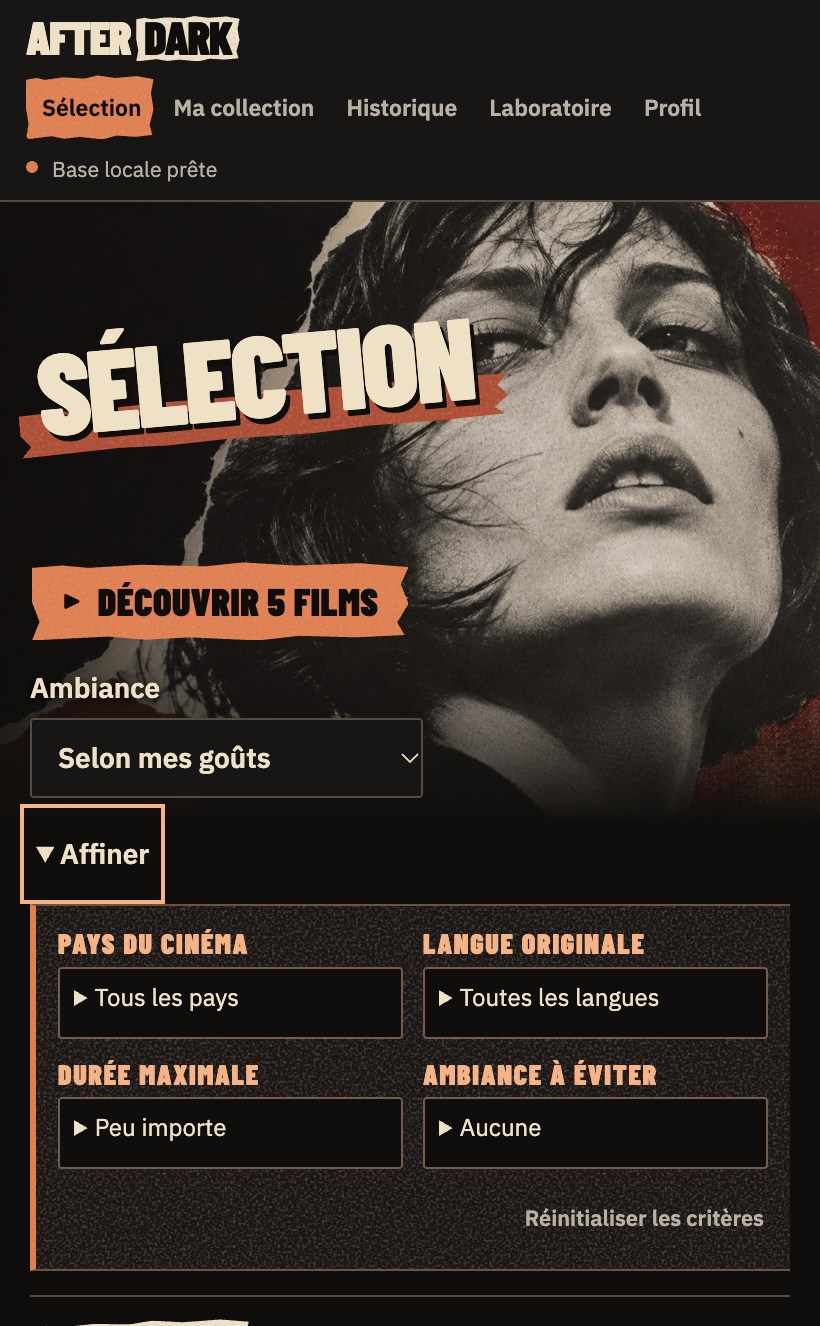 AFTER DARK
Sélection Ma collection Historique Laboratoire Profil
Base locale prête
SÉLECTION
DÉCOUVRIR 5 FILMS
Ambiance
Selon mes goûts
Affiner
PAYS DU CINÉMA LANGUE ORIGINALE
Tous les pays Toutes les langues
DURÉE MAXIMALE AMBIANCE À ÉVITER
Peu importe Aucune
Réinitialiser les critères